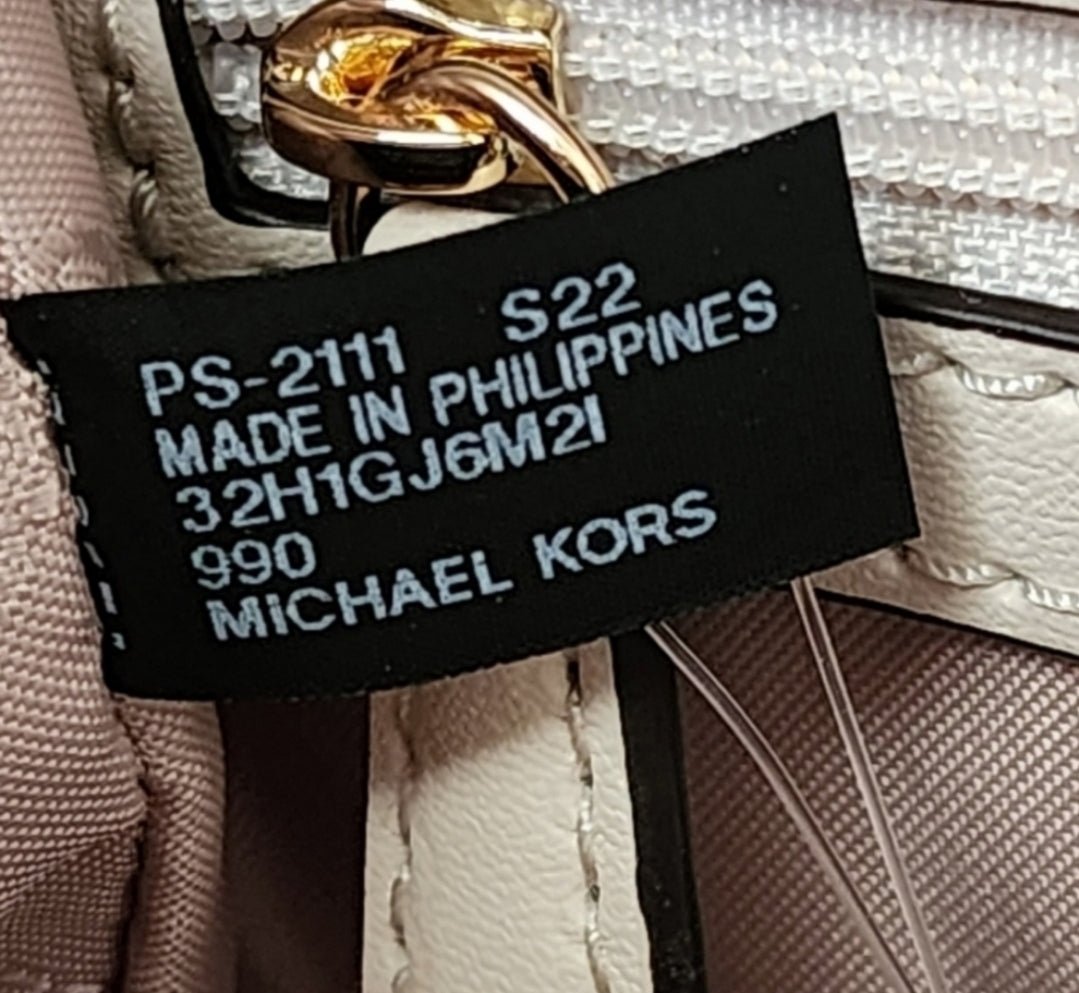 PS-2111 S22
MADE IN PHILIPPINES
32H1GJ6M2I
990
MICHAEL KORS